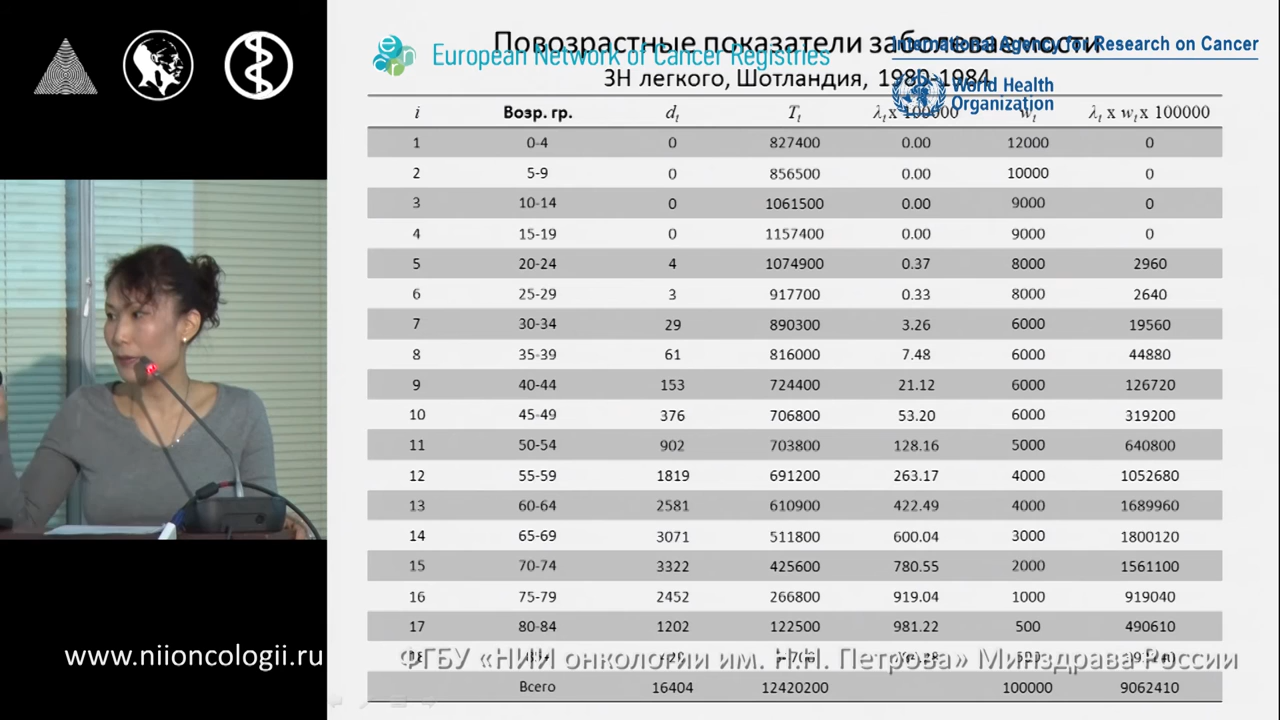 Повозрастные показатели заболеваемости
European Network of Cancer Registries
International Agency for Research on Cancer
ЗН легкого, Шотландия, 1980-1984
World Health
Organization
i Возр. гр. dₜ Tₜ λₜ x 100000 wₜ λₜ x wₜ x 100000
1 0-4 0 827400 0.00 12000 0
2 5-9 0 856500 0.00 10000 0
3 10-14 0 1061500 0.00 9000 0
4 15-19 0 1157400 0.00 9000 0
5 20-24 4 1074900 0.37 8000 2960
6 25-29 3 917700 0.33 8000 2640
7 30-34 29 890300 3.26 6000 19560
8 35-39 61 816000 7.48 6000 44880
9 40-44 153 724400 21.12 6000 126720
10 45-49 376 706800 53.20 6000 319200
11 50-54 902 703800 128.16 5000 640800
12 55-59 1819 691200 263.17 4000 1052680
13 60-64 2581 610900 422.49 4000 1689960
14 65-69 3071 511800 600.04 3000 1800120
15 70-74 3322 425600 780.55 2000 1561100
16 75-79 2452 266800 919.04 1000 919040
17 80-84 1202 122500 981.22 500 490610
www.niioncologii.ru
ФГБУ «НИИ онкологии им. Н.Н. Петрова» Минздрава России
Всего 16404 12420200 100000 9062410